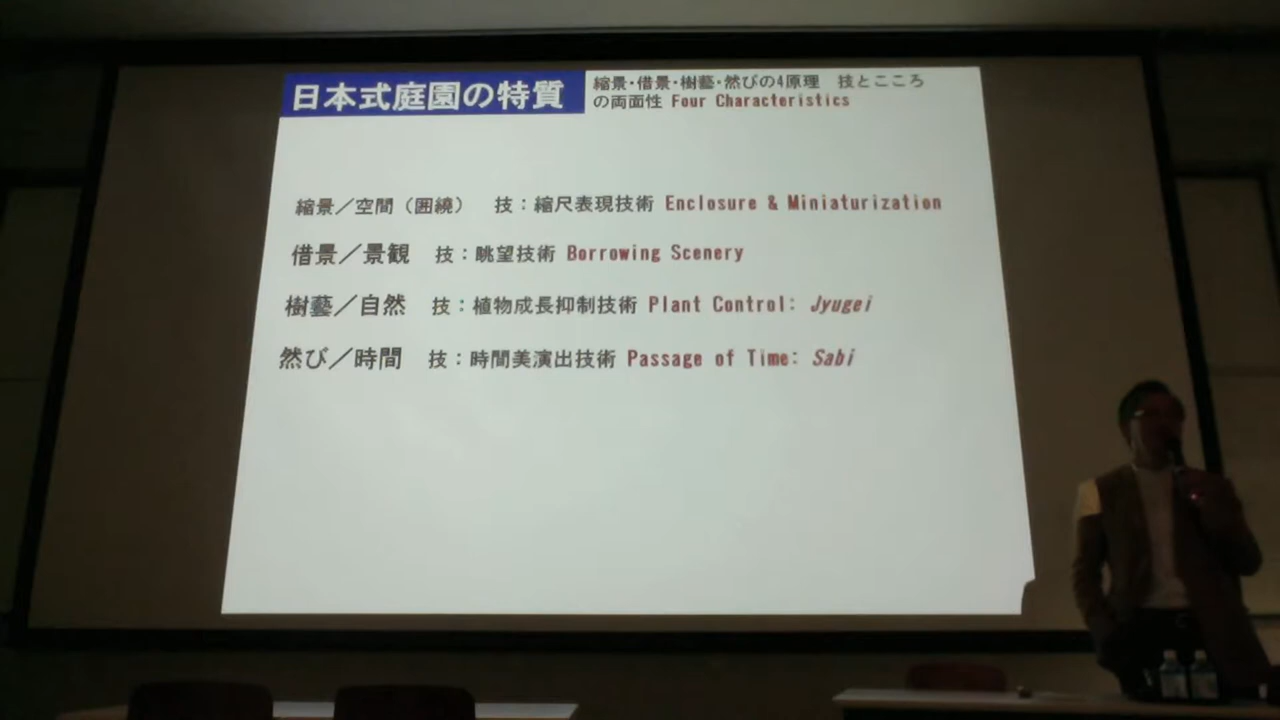 日本式庭園の特質
縮景・借景・樹藝・然びの4原理　技とこころ
の両面性 Four Characteristics
縮景／空間（囲繞）　技：縮尺表現技術 Enclosure & Miniaturization
借景／景観　技：眺望技術 Borrowing Scenery
樹藝／自然　技：植物成長抑制技術 Plant Control: Jyugei
然び／時間　技：時間美演出技術 Passage of Time: Sabi